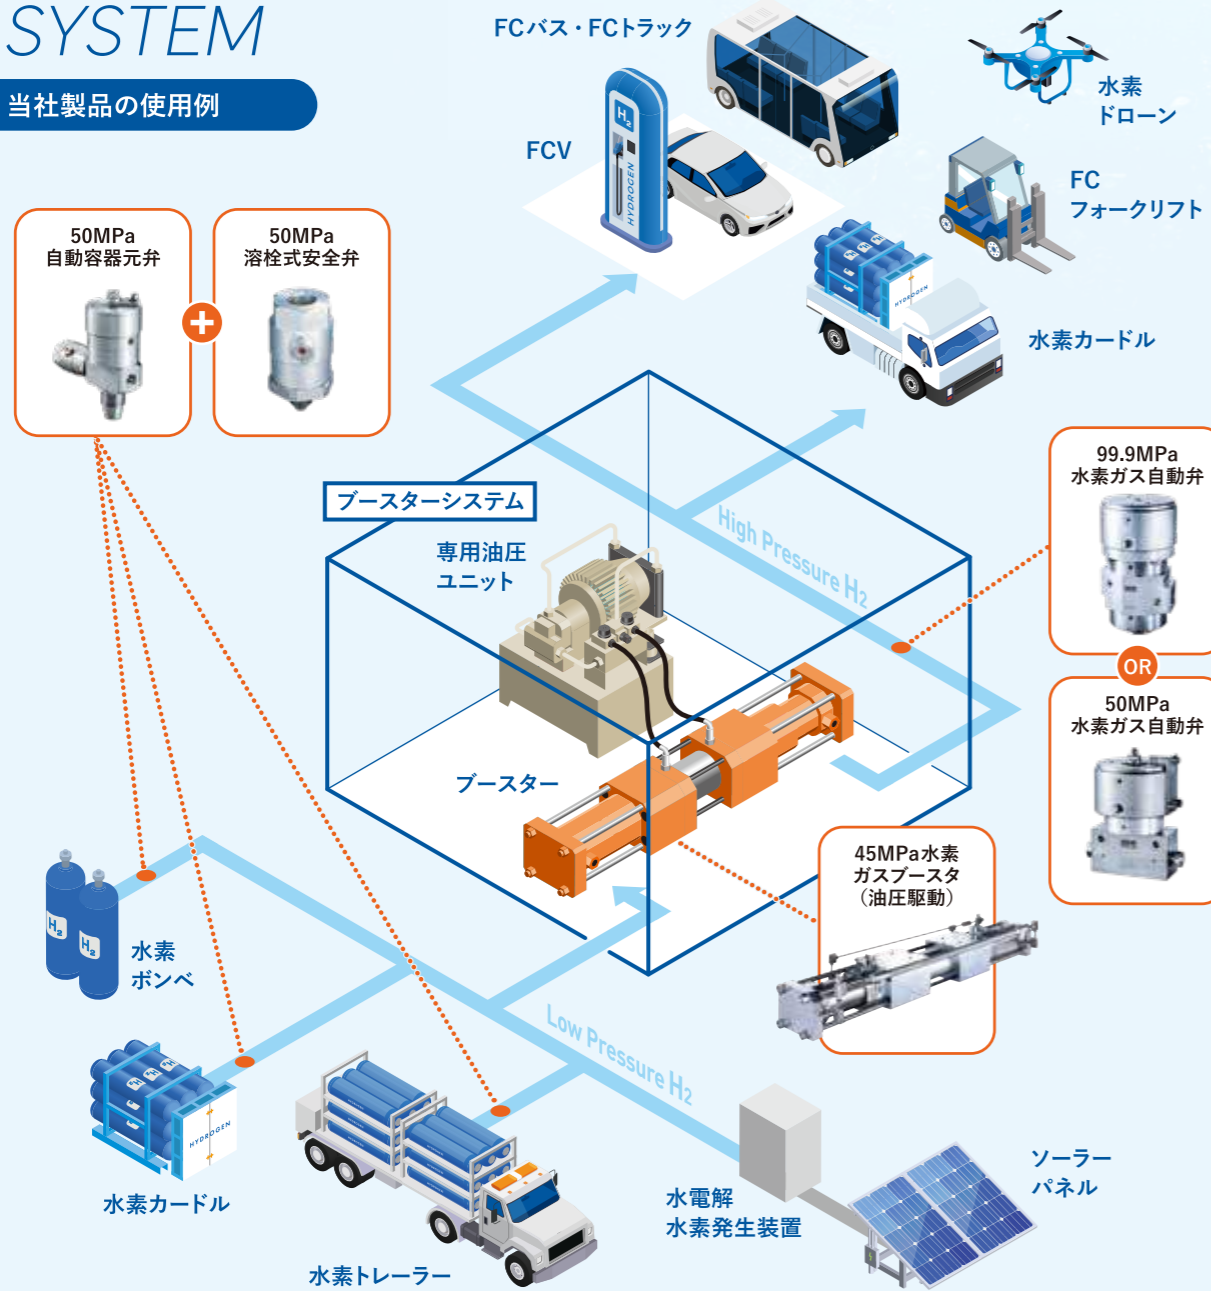 SYSTEM
当社製品の使用例
FCバス・FCトラック
水素
ドローン
FCV
H₂
HYDROGEN
FC
フォークリフト
50MPa
自動容器元弁
+
50MPa
溶栓式安全弁
HYDROGEN
水素カードル
99.9MPa
水素ガス自動弁
OR
50MPa
水素ガス自動弁
ブースターシステム
専用油圧
ユニット
High Pressure H₂
ブースター
45MPa水素
ガスブースタ
（油圧駆動）
H₂
H₂
水素
ボンベ
Low Pressure H₂
H₂
H₂
H₂
HYDROGEN
水素カードル
水素トレーラー
水電解
水素発生装置
ソーラー
パネル